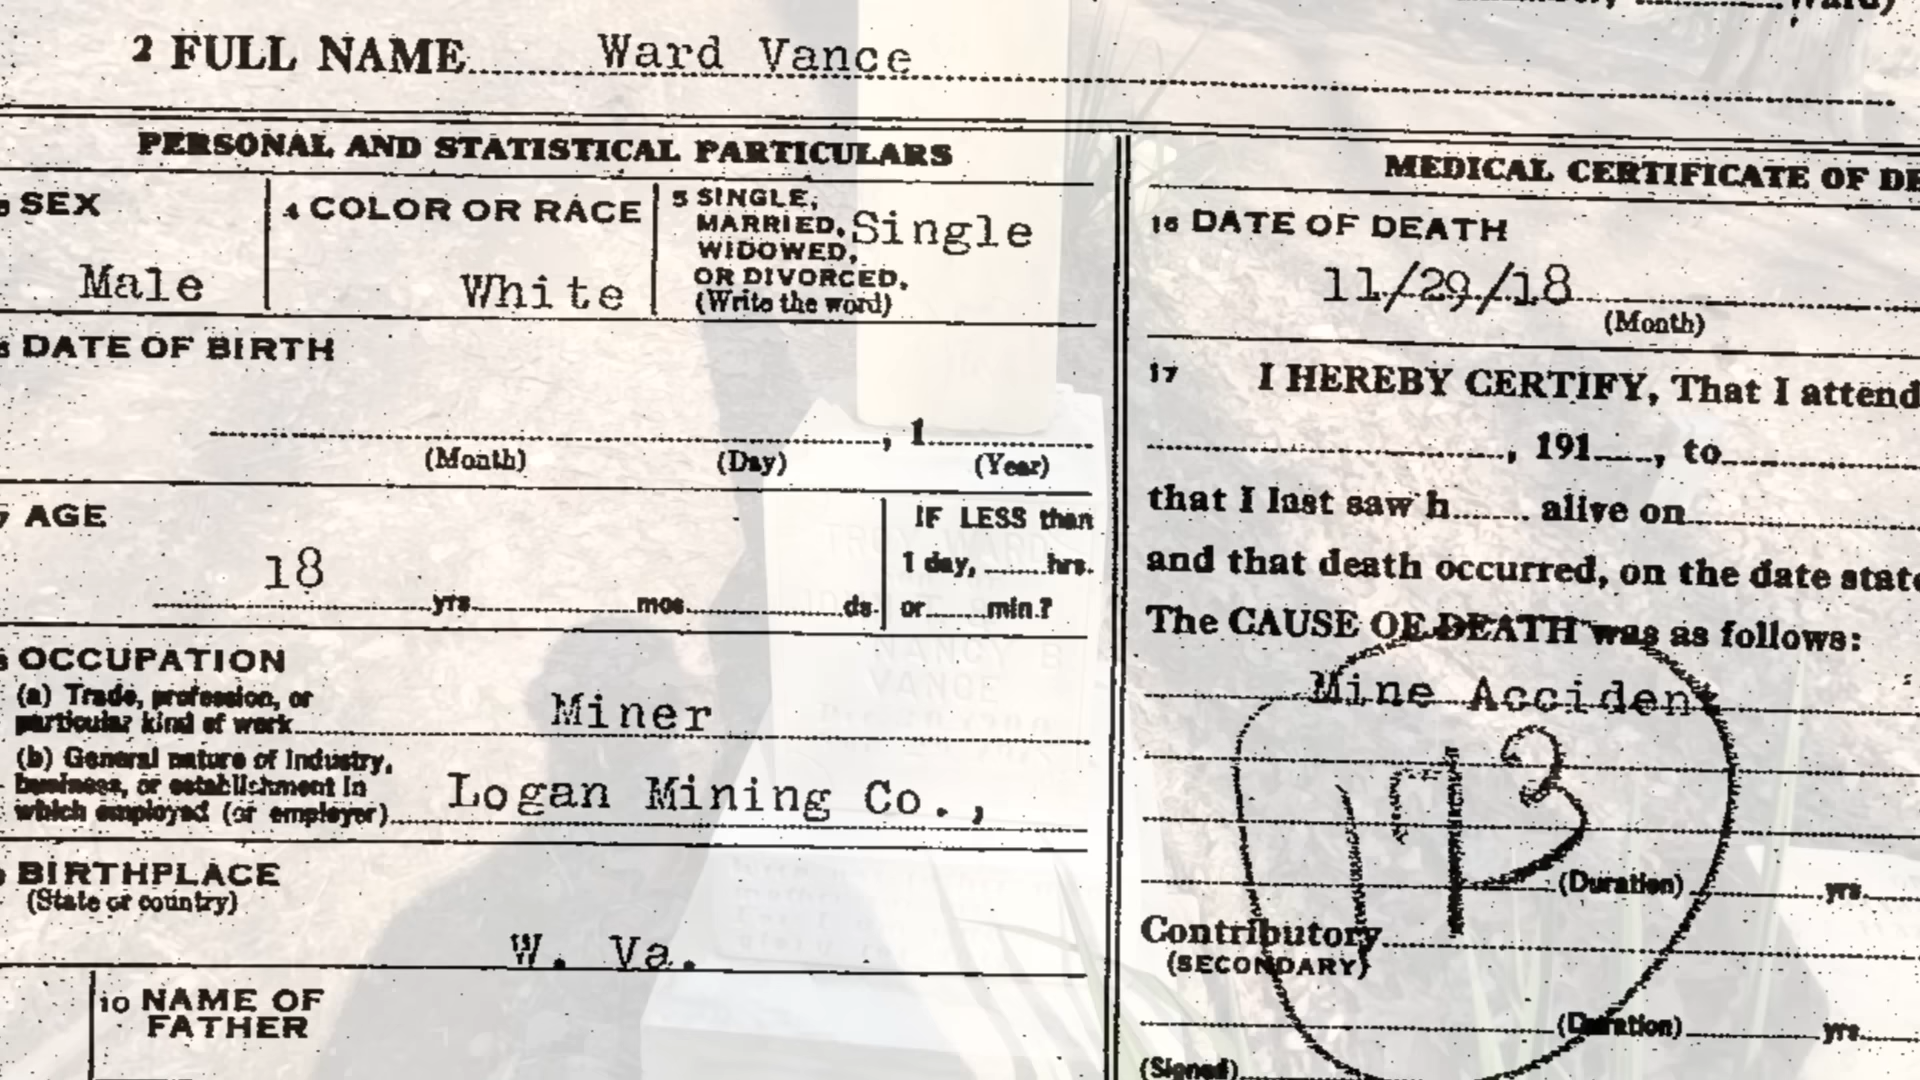 Ward)
2 FULL NAME Ward Vance
PERSONAL AND STATISTICAL PARTICULARS
3 SEX
Male
4 COLOR OR RACE
White
5 SINGLE,
MARRIED,
WIDOWED,
OR DIVORCED,
(Write the word)
Single
6 DATE OF BIRTH
, 1
(Month) (Day) (Year)
7 AGE
18
yrs. mos. ds.
IF LESS than
1 day, hrs.
or min.?
8 OCCUPATION
(a) Trade, profession, or
particular kind of work Miner
(b) General nature of Industry,
business, or establishment in
which employed (or employer) Logan Mining Co.,
9 BIRTHPLACE
(State or country)
W. Va.
10 NAME OF
FATHER
MEDICAL CERTIFICATE OF DE
16 DATE OF DEATH
11/29/18
(Month)
17 I HEREBY CERTIFY, That I attend
, 191 , to
that I last saw h alive on
and that death occurred, on the date state
The CAUSE OF DEATH was as follows:
Mine Acciden
173
(Duration) yrs.
Contributory
(SECONDARY)
(Duration) yrs.
(Signed)
NANCY B
VANCE